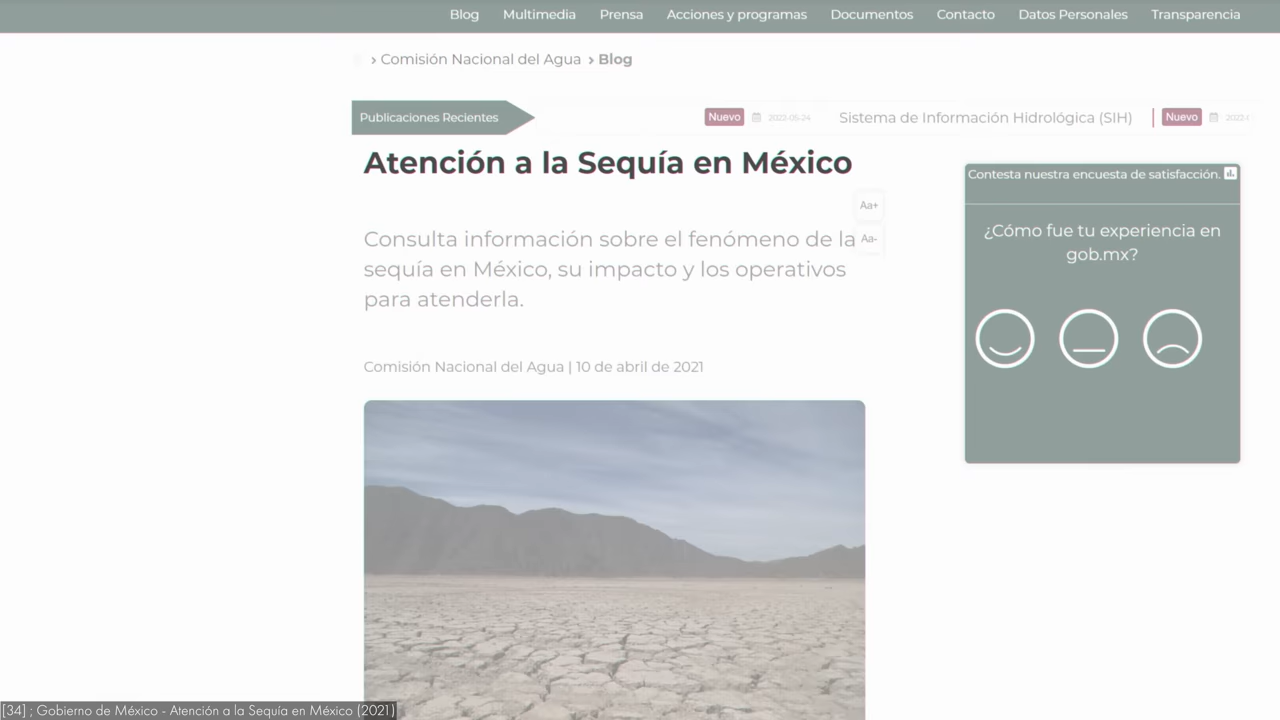 Blog Multimedia Prensa Acciones y programas Documentos Contacto Datos Personales Transparencia
Comisión Nacional del Agua Blog
Publicaciones Recientes
Nuevo 2022-05-24 Sistema de Información Hidrológica (SIH) Nuevo
Atención a la Sequía en México
Aa+
Aa-
Consulta información sobre el fenómeno de la
sequía en México, su impacto y los operativos
para atenderla.
Comisión Nacional del Agua | 10 de abril de 2021
Contesta nuestra encuesta de satisfacción.
¿Cómo fue tu experiencia en
gob.mx?
[34] ; Gobierno de México - Atención a la Sequía en México (2021)